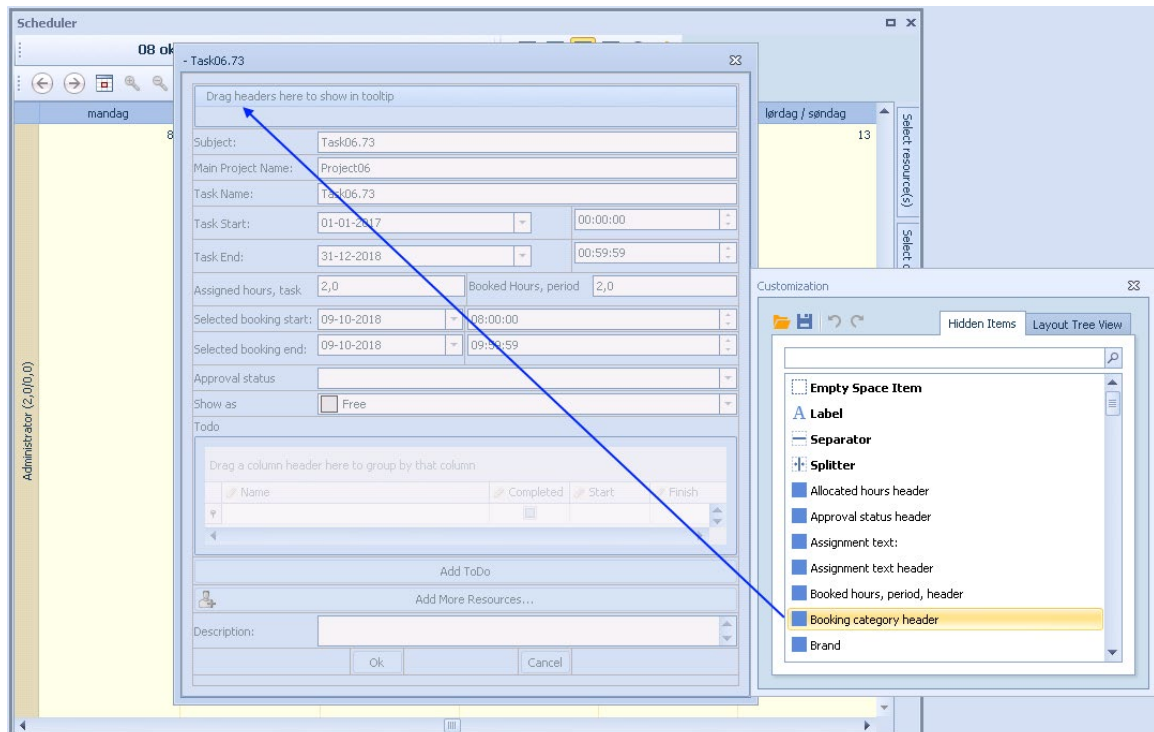 Scheduler
08 ok
mandag
lørdag / søndag
8
13
Select resource(s)
Administrator (2,0/0,0)
- Task06.73
Drag headers here to show in tooltip
Subject: Task06.73
Main Project Name: Project06
Task Name: Task06.73
Task Start: 01-01-2017 00:00:00
Task End: 31-12-2018 00:59:59
Assigned hours, task 2,0 Booked Hours, period 2,0
Selected booking start: 09-10-2018 08:00:00
Selected booking end: 09-10-2018 09:59:59
Approval status
Show as Free
Todo
Drag a column header here to group by that column
Name Completed Start Finish
Add ToDo
Add More Resources...
Description:
Ok Cancel
Customization
Hidden Items Layout Tree View
Empty Space Item
A Label
Separator
Splitter
Allocated hours header
Approval status header
Assignment text:
Assignment text header
Booked hours, period, header
Booking category header
Brand